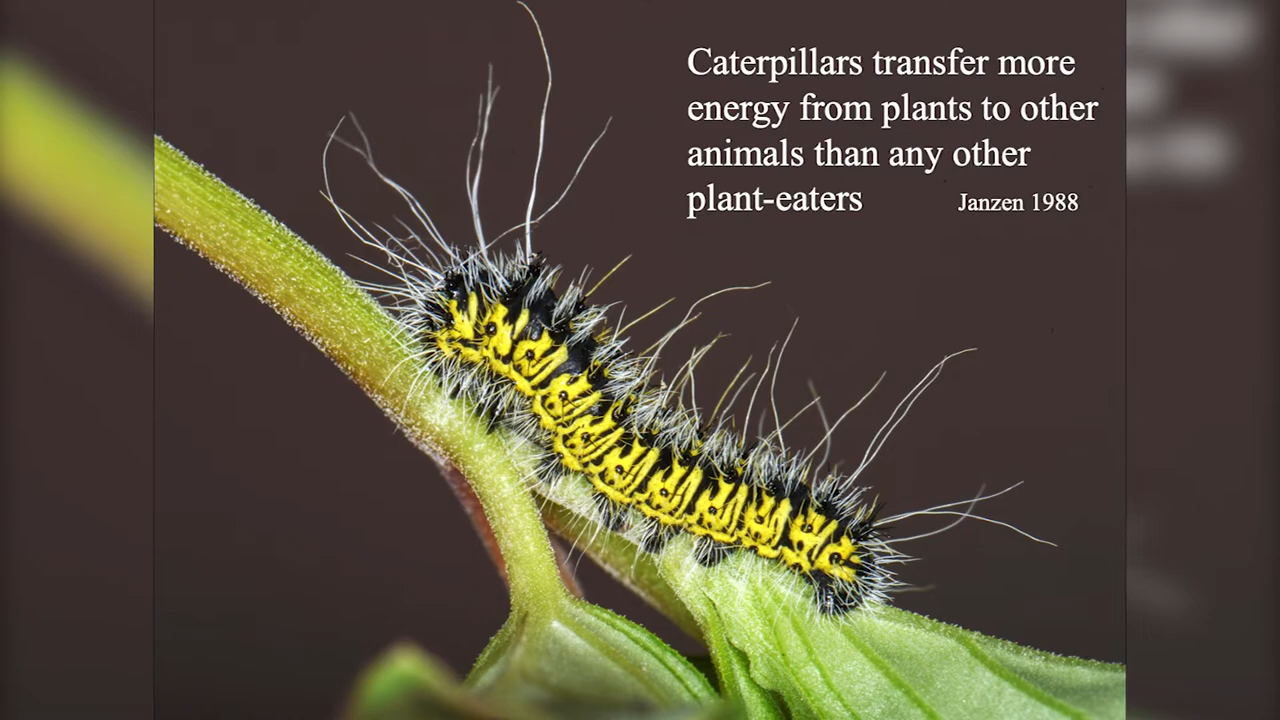 Caterpillars transfer more
energy from plants to other
animals than any other
plant-eaters Janzen 1988